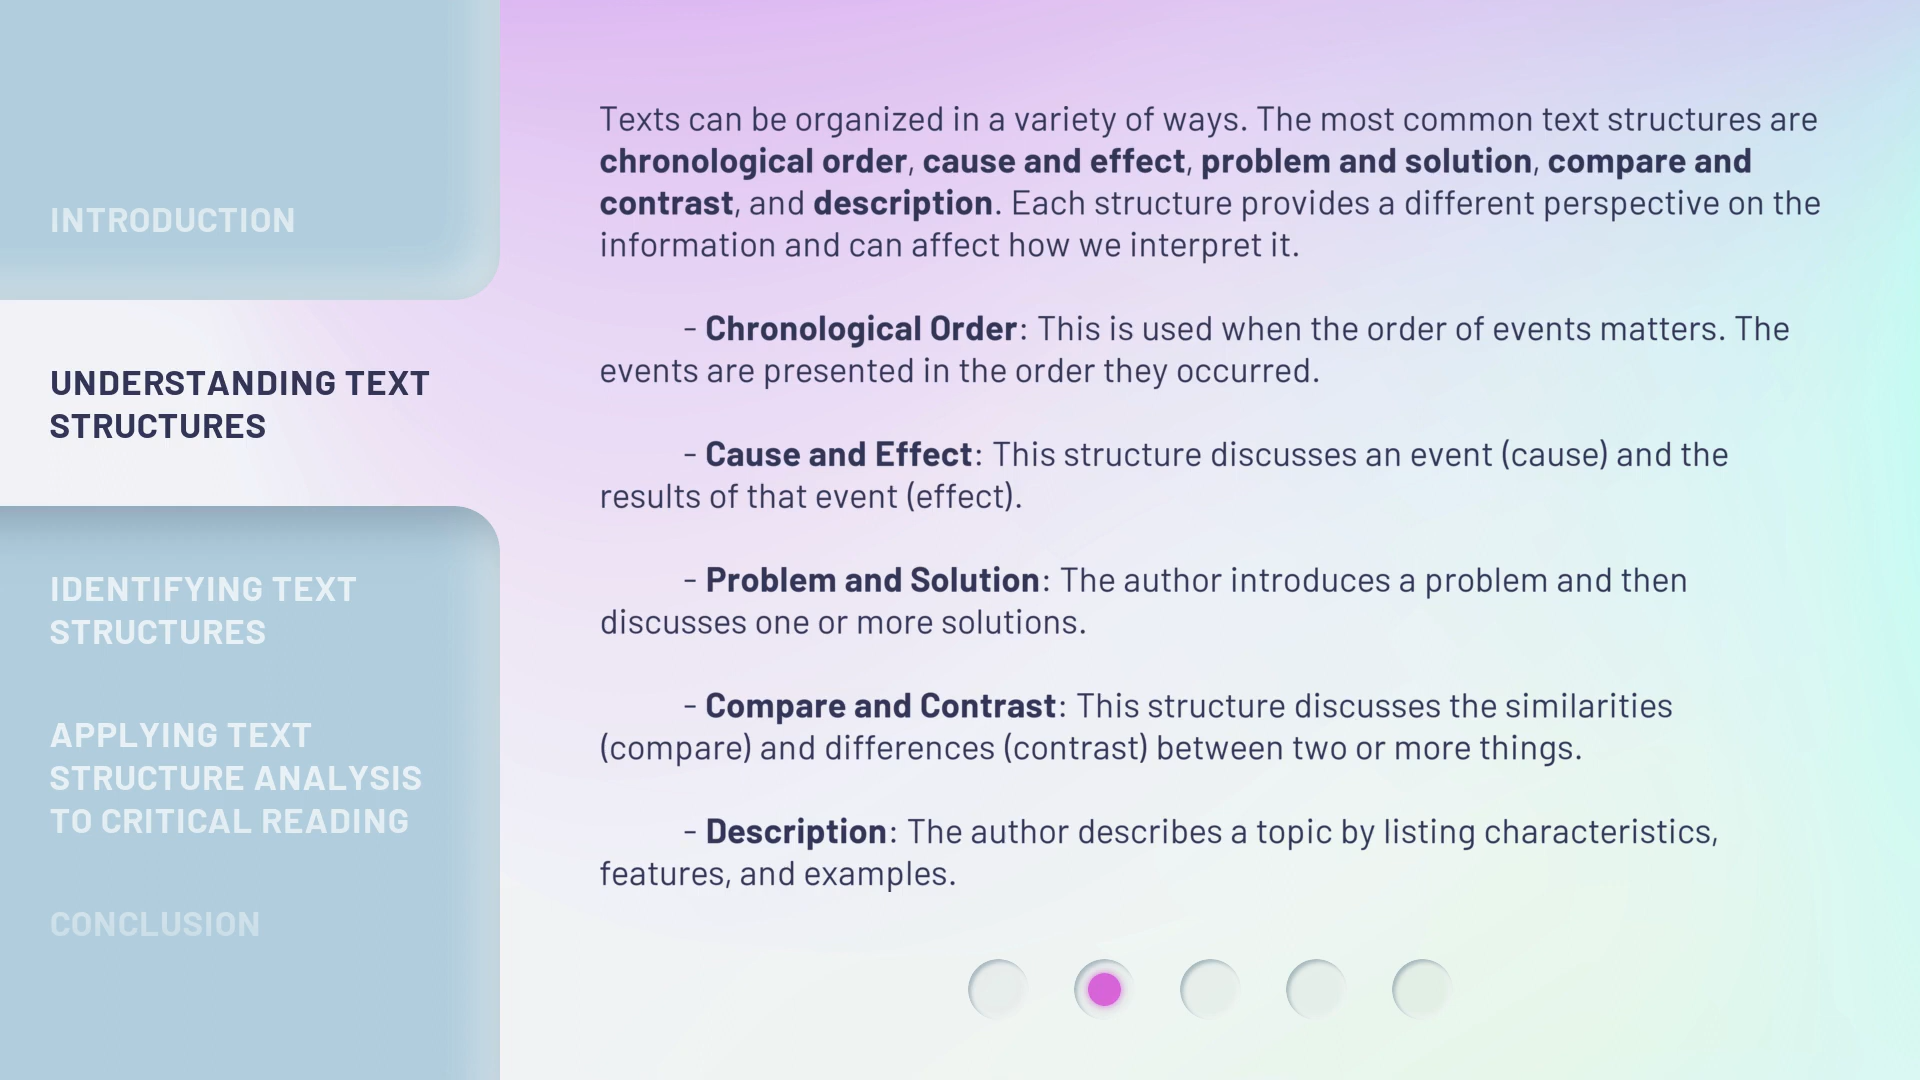 INTRODUCTION
UNDERSTANDING TEXT
STRUCTURES
IDENTIFYING TEXT
STRUCTURES
APPLYING TEXT
STRUCTURE ANALYSIS
TO CRITICAL READING
CONCLUSION
Texts can be organized in a variety of ways. The most common text structures are
chronological order, cause and effect, problem and solution, compare and
contrast, and description. Each structure provides a different perspective on the
information and can affect how we interpret it.
- Chronological Order: This is used when the order of events matters. The
events are presented in the order they occurred.
- Cause and Effect: This structure discusses an event (cause) and the
results of that event (effect).
- Problem and Solution: The author introduces a problem and then
discusses one or more solutions.
- Compare and Contrast: This structure discusses the similarities
(compare) and differences (contrast) between two or more things.
- Description: The author describes a topic by listing characteristics,
features, and examples.